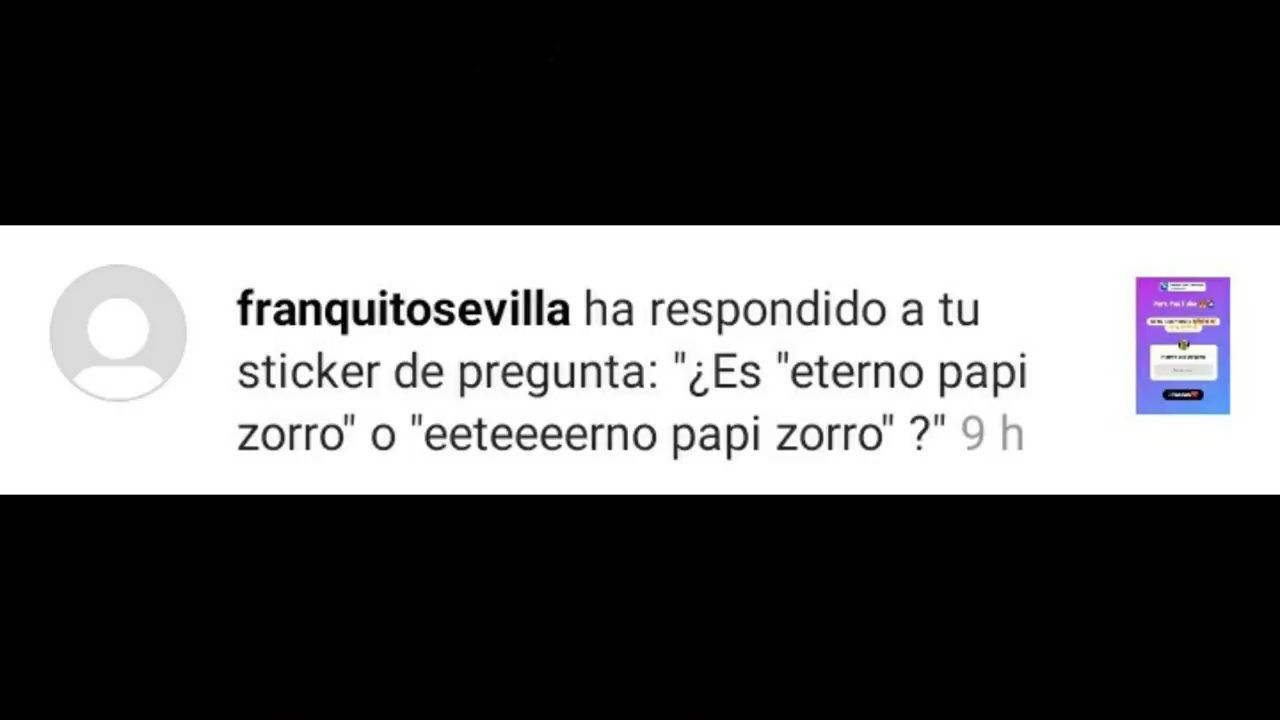 franquitosevilla ha respondido a tu
sticker de pregunta: "¿Es "eterno papi
zorro" o "eeteeeerno papi zorro" ?" 9 h